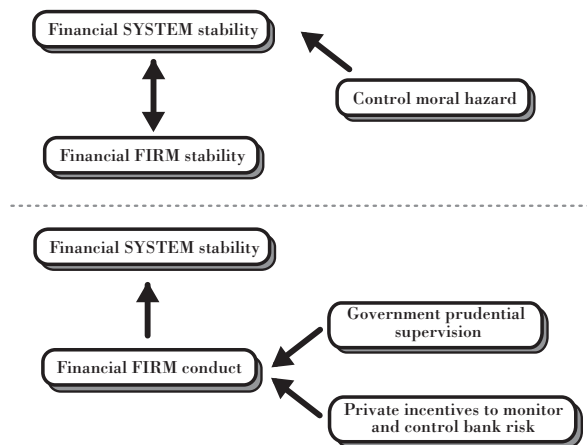 Financial SYSTEM stability
Control moral hazard
Financial FIRM stability
Financial SYSTEM stability
Government prudential
supervision
Financial FIRM conduct
Private incentives to monitor
and control bank risk